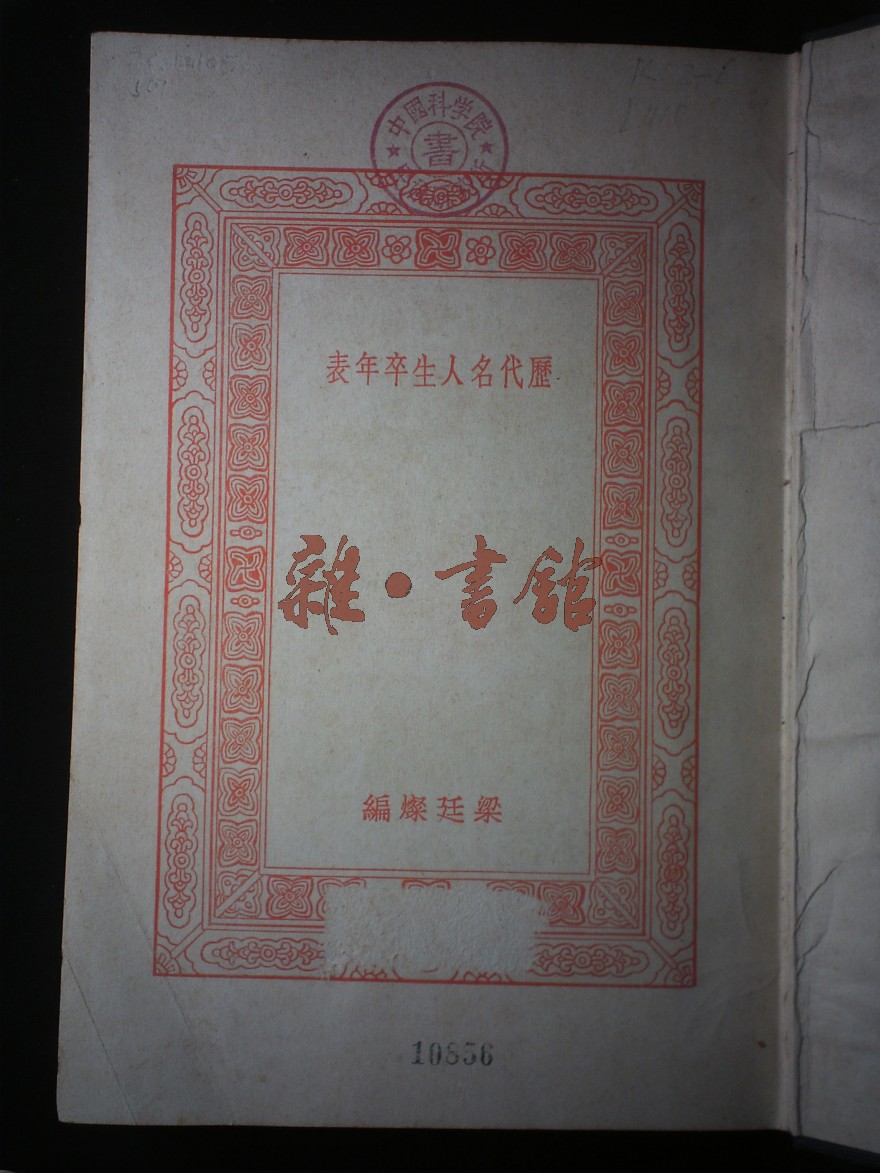 中國科学院
書
歷代名人生卒年表
雜·書館
梁廷燦編
10856